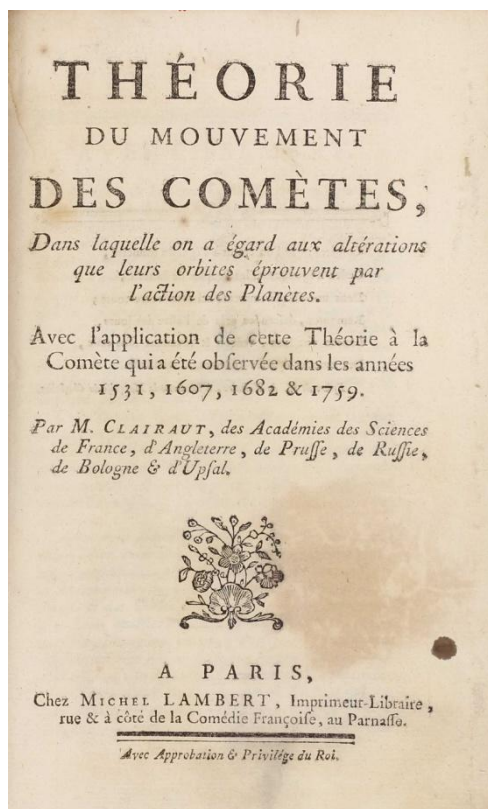 THÉORIE
DU MOUVEMENT
DES COMÈTES,
Dans laquelle on a égard aux altérations
que leurs orbites éprouvent par
l'action des Planètes.
Avec l'application de cette Théorie à la
Comète qui a été obſervée dans les années
1531, 1607, 1682 & 1759.
Par M. CLAIRAUT, des Académies des Sciences
de France, d'Angleterre, de Pruſſe, de Ruſſie,
de Bologne & d'Upſal.
A PARIS,
Chez MICHEL LAMBERT, Imprimeur-Libraire,
rue & à côté de la Comédie Françoiſe, au Parnaſſe.
Avec Approbation & Privilége du Roi.